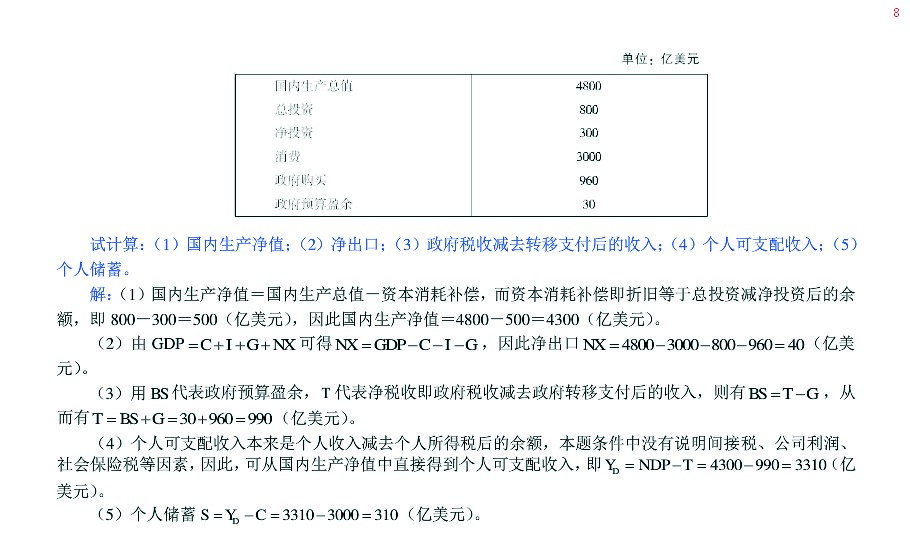 8
单位：亿美元
国内生产总值 4800
总投资 800
净投资 300
消费 3000
政府购买 960
政府预算盈余 30
试计算：（1）国内生产净值；（2）净出口；（3）政府税收减去转移支付后的收入；（4）个人可支配收入；（5）
个人储蓄。
解：（1）国内生产净值＝国内生产总值－资本消耗补偿，而资本消耗补偿即折旧等于总投资减净投资后的余
额，即 800－300＝500（亿美元），因此国内生产净值＝4800－500＝4300（亿美元）。
（2）由 GDP＝C＋I＋G＋NX 可得 NX＝GDP－C－I－G，因此净出口 NX＝4800－3000－800－960＝40（亿美
元）。
（3）用 BS 代表政府预算盈余，T 代表净税收即政府税收减去政府转移支付后的收入，则有 BS＝T－G，从
而有 T＝BS＋G＝30＋960＝990（亿美元）。
（4）个人可支配收入本来是个人收入减去个人所得税后的余额，本题条件中没有说明间接税、公司利润、
社会保险税等因素，因此，可从国内生产净值中直接得到个人可支配收入，即 Y_D＝NDP－T＝4300－990＝3310（亿
美元）。
（5）个人储蓄 S＝Y_D－C＝3310－3000＝310（亿美元）。